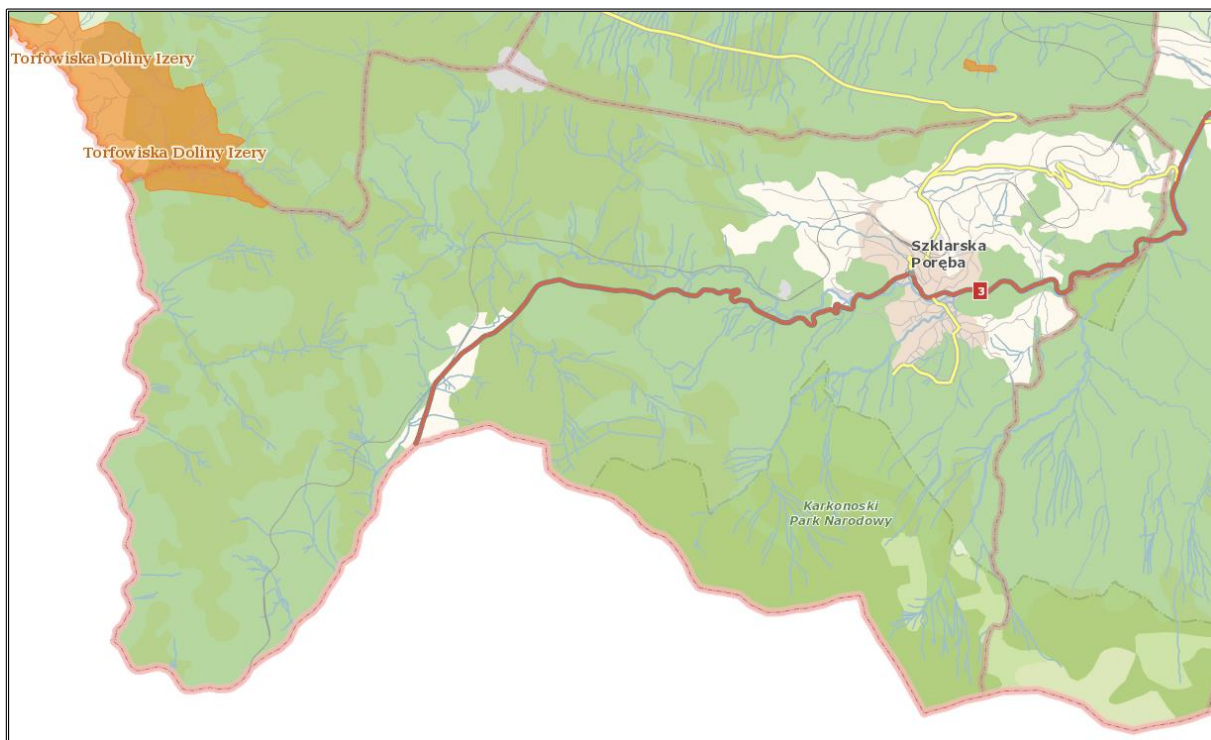 Torfowiska Doliny Izery
Torfowiska Doliny Izery
Szklarska
Poręba
3
Karkonoski
Park Narodowy